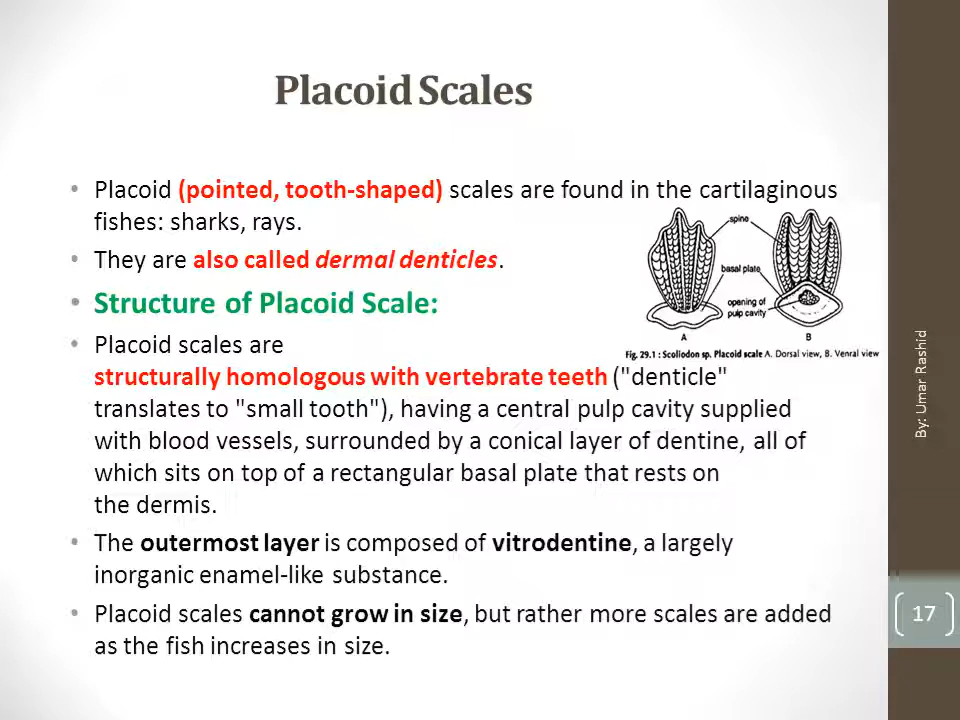 Placoid Scales
• Placoid (pointed, tooth-shaped) scales are found in the cartilaginous
fishes: sharks, rays.
• They are also called dermal denticles.
• Structure of Placoid Scale:
• Placoid scales are
structurally homologous with vertebrate teeth ("denticle"
translates to "small tooth"), having a central pulp cavity supplied
with blood vessels, surrounded by a conical layer of dentine, all of
which sits on top of a rectangular basal plate that rests on
the dermis.
• The outermost layer is composed of vitrodentine, a largely
inorganic enamel-like substance.
• Placoid scales cannot grow in size, but rather more scales are added
as the fish increases in size.
spine
basal plate
opening of
pulp cavity
A
B
Fig. 29.1 : Scoliodon sp. Placoid scale A. Dorsal view, B. Venral view
By: Umar Rashid
17